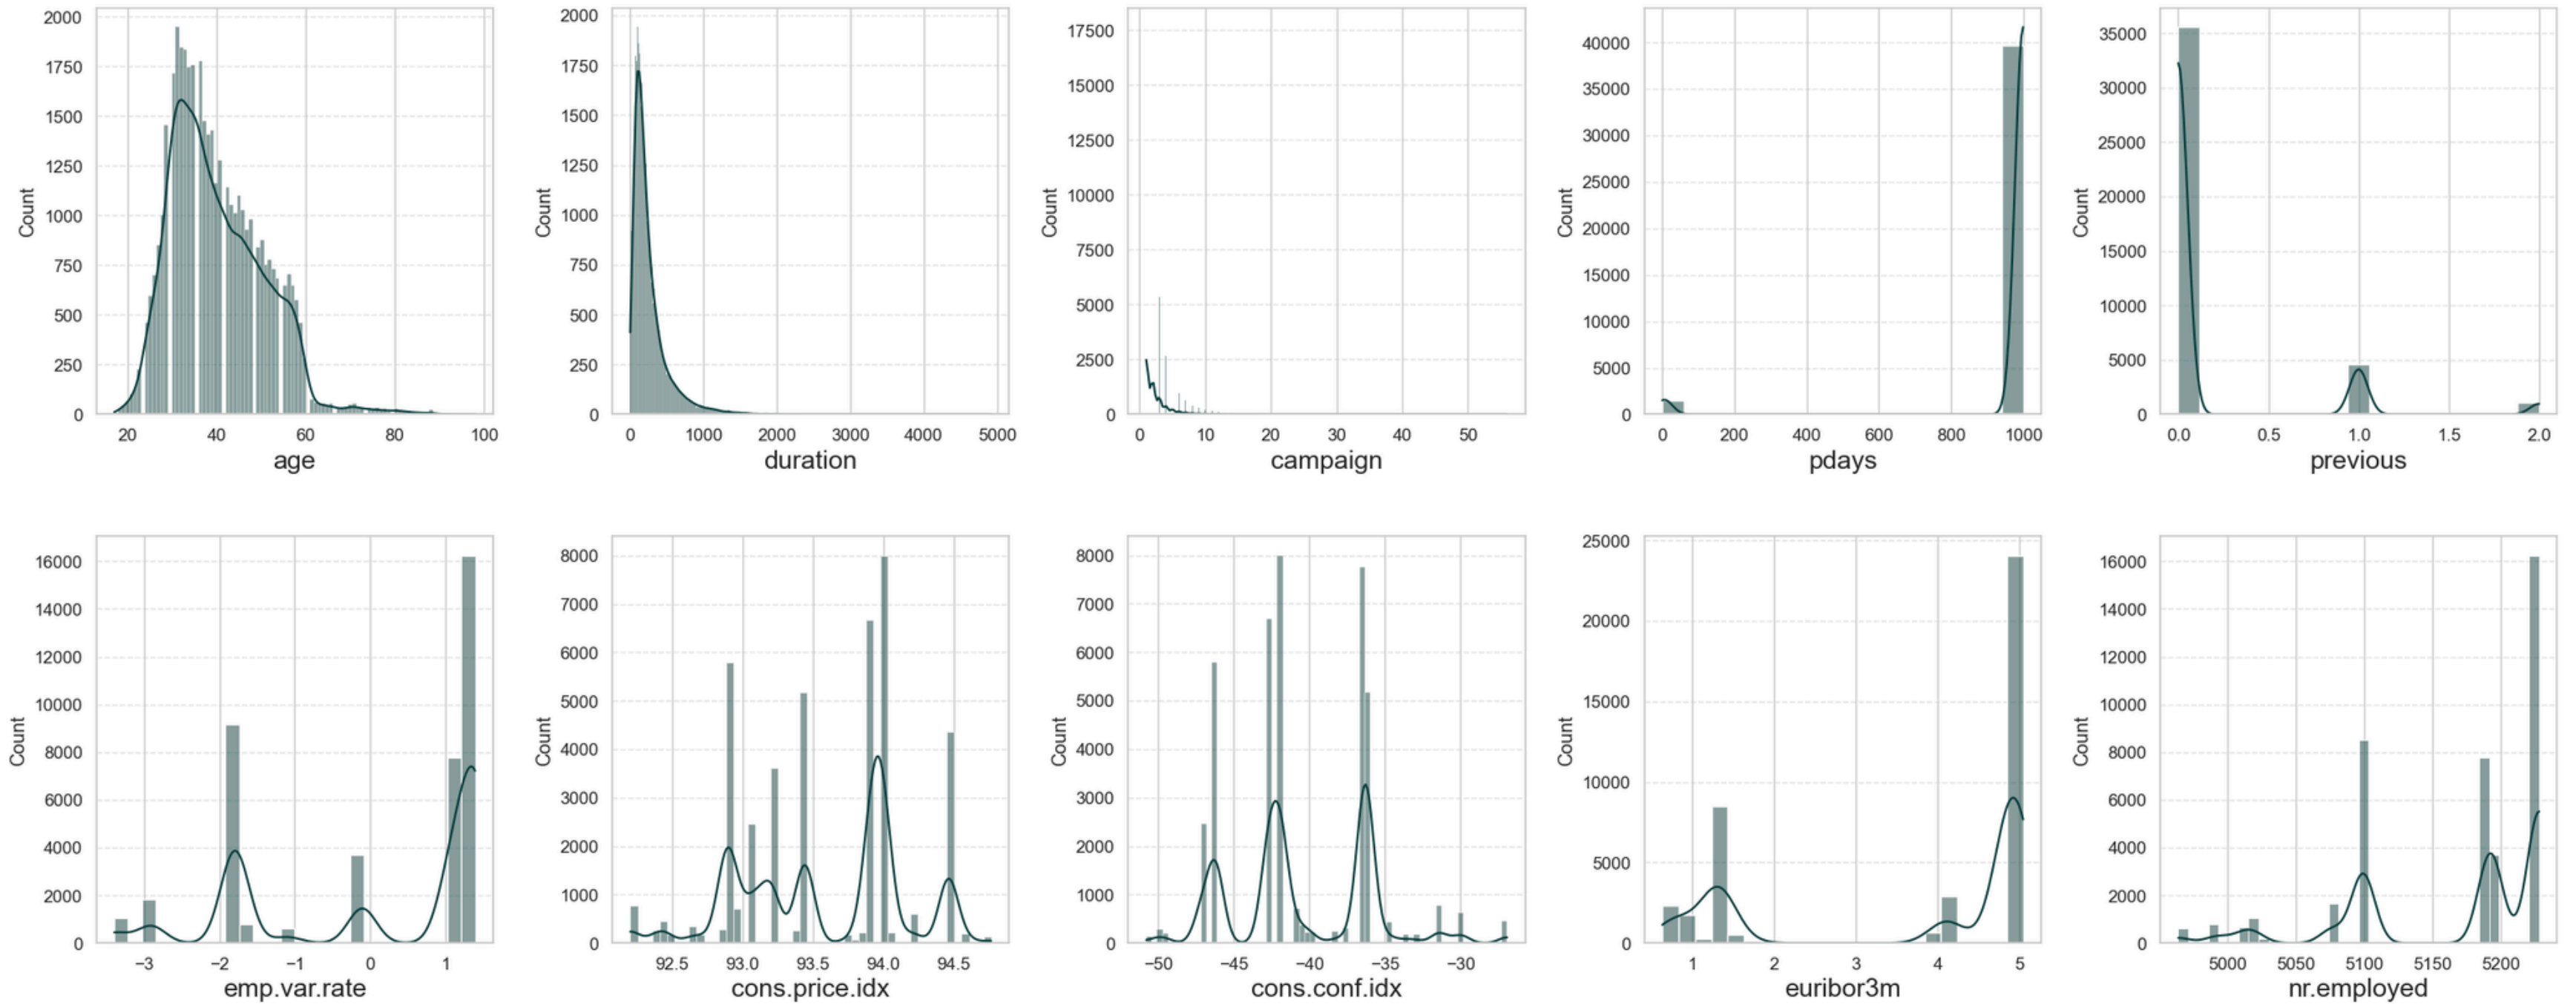 2000
1750
1500
1250
1000
750
500
250
0
Count
20 40 60 80 100
age
2000
1750
1500
1250
1000
750
500
250
0
Count
0 1000 2000 3000 4000 5000
duration
17500
15000
12500
10000
7500
5000
2500
0
Count
0 10 20 30 40 50
campaign
40000
35000
30000
25000
20000
15000
10000
5000
0
Count
0 200 400 600 800 1000
pdays
35000
30000
25000
20000
15000
10000
5000
0
Count
0.0 0.5 1.0 1.5 2.0
previous
16000
14000
12000
10000
8000
6000
4000
2000
0
Count
−3 −2 −1 0 1
emp.var.rate
8000
7000
6000
5000
4000
3000
2000
1000
0
Count
92.5 93.0 93.5 94.0 94.5
cons.price.idx
8000
7000
6000
5000
4000
3000
2000
1000
0
Count
−50 −45 −40 −35 −30
cons.conf.idx
25000
20000
15000
10000
5000
0
Count
1 2 3 4 5
euribor3m
16000
14000
12000
10000
8000
6000
4000
2000
0
Count
5000 5050 5100 5150 5200
nr.employed